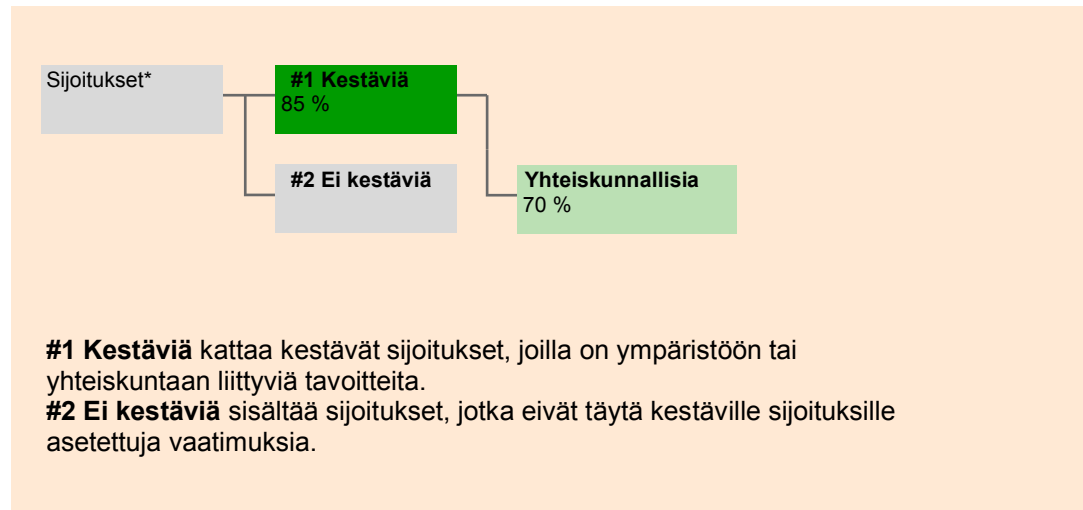 Sijoitukset*
#1 Kestäviä
85 %
#2 Ei kestäviä
Yhteiskunnallisia
70 %
#1 Kestäviä kattaa kestävät sijoitukset, joilla on ympäristöön tai
yhteiskuntaan liittyviä tavoitteita.
#2 Ei kestäviä sisältää sijoitukset, jotka eivät täytä kestäville sijoituksille
asetettuja vaatimuksia.